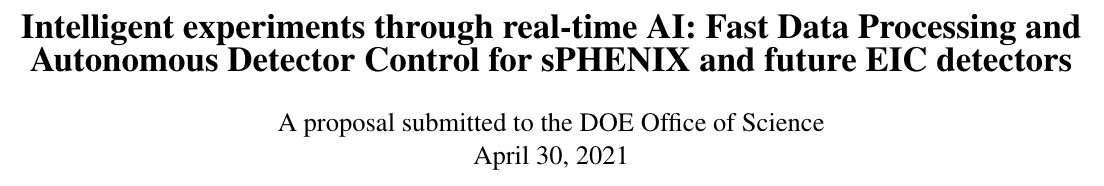 Intelligent experiments through real-time AI: Fast Data Processing and
Autonomous Detector Control for sPHENIX and future EIC detectors
A proposal submitted to the DOE Office of Science
April 30, 2021